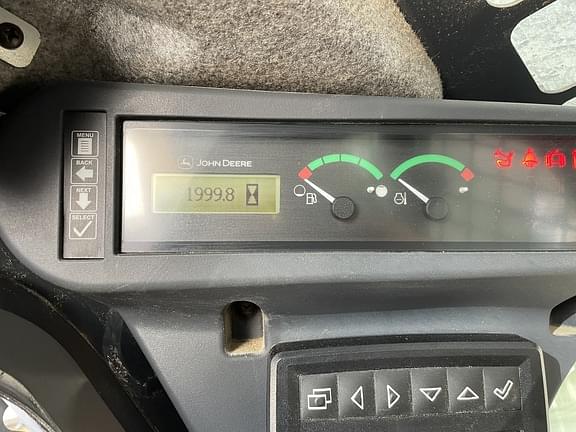 MENU
BACK
NEXT
SELECT
JOHN DEERE
1999.8